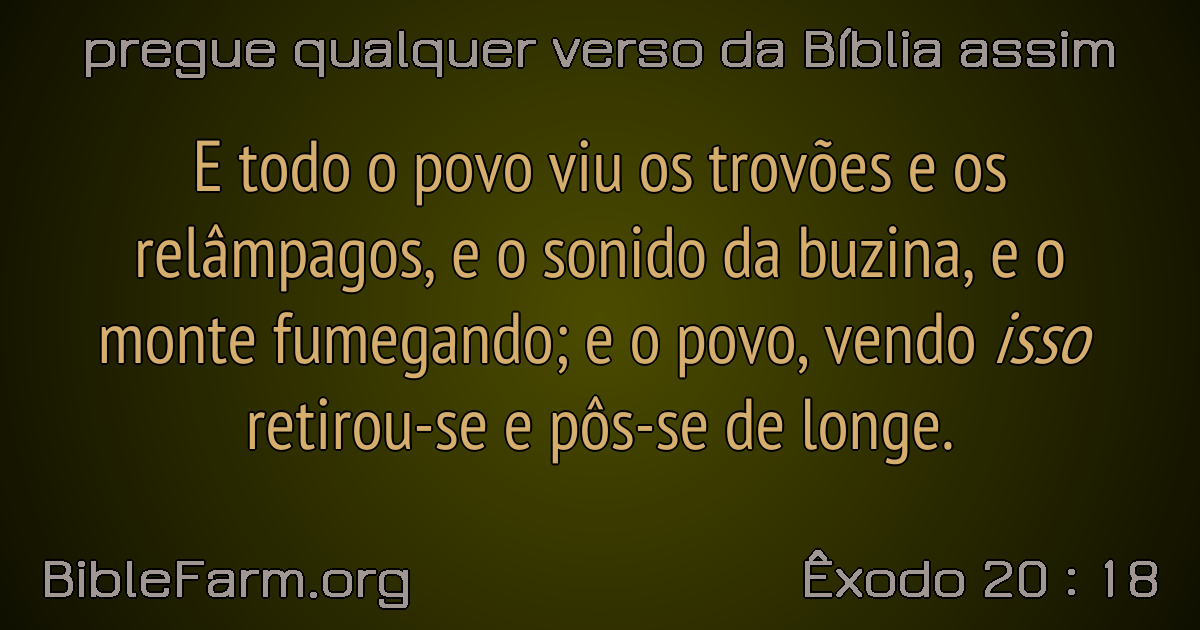 pregue qualquer verso da Bíblia assim
E todo o povo viu os trovões e os
relâmpagos, e o sonido da buzina, e o
monte fumegando; e o povo, vendo isso
retirou-se e pôs-se de longe.
BibleFarm.org
Êxodo 20 : 18